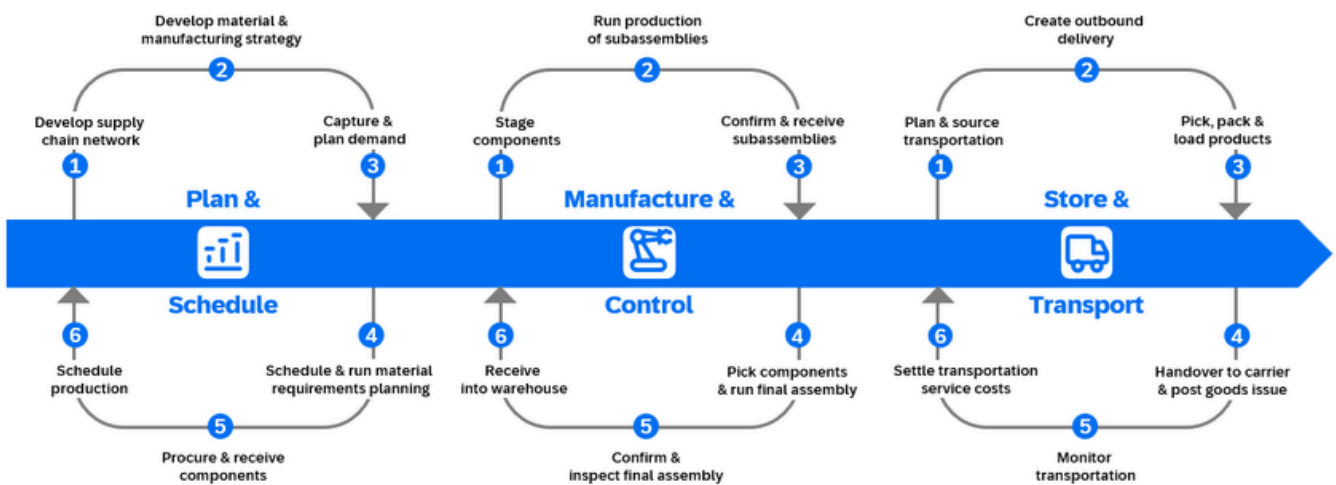 Develop material &
manufacturing strategy
2
Develop supply
chain network
1
Capture &
plan demand
3
Plan &
Schedule
6
Schedule
production
4
Schedule & run material
requirements planning
5
Procure & receive
components
Run production
of subassemblies
2
Stage
components
1
Confirm & receive
subassemblies
3
Manufacture &
Control
6
Receive
into warehouse
4
Pick components
& run final assembly
5
Confirm &
inspect final assembly
Create outbound
delivery
2
Plan & source
transportation
1
Pick, pack &
load products
3
Store &
Transport
6
Settle transportation
service costs
4
Handover to carrier
& post goods issue
5
Monitor
transportation